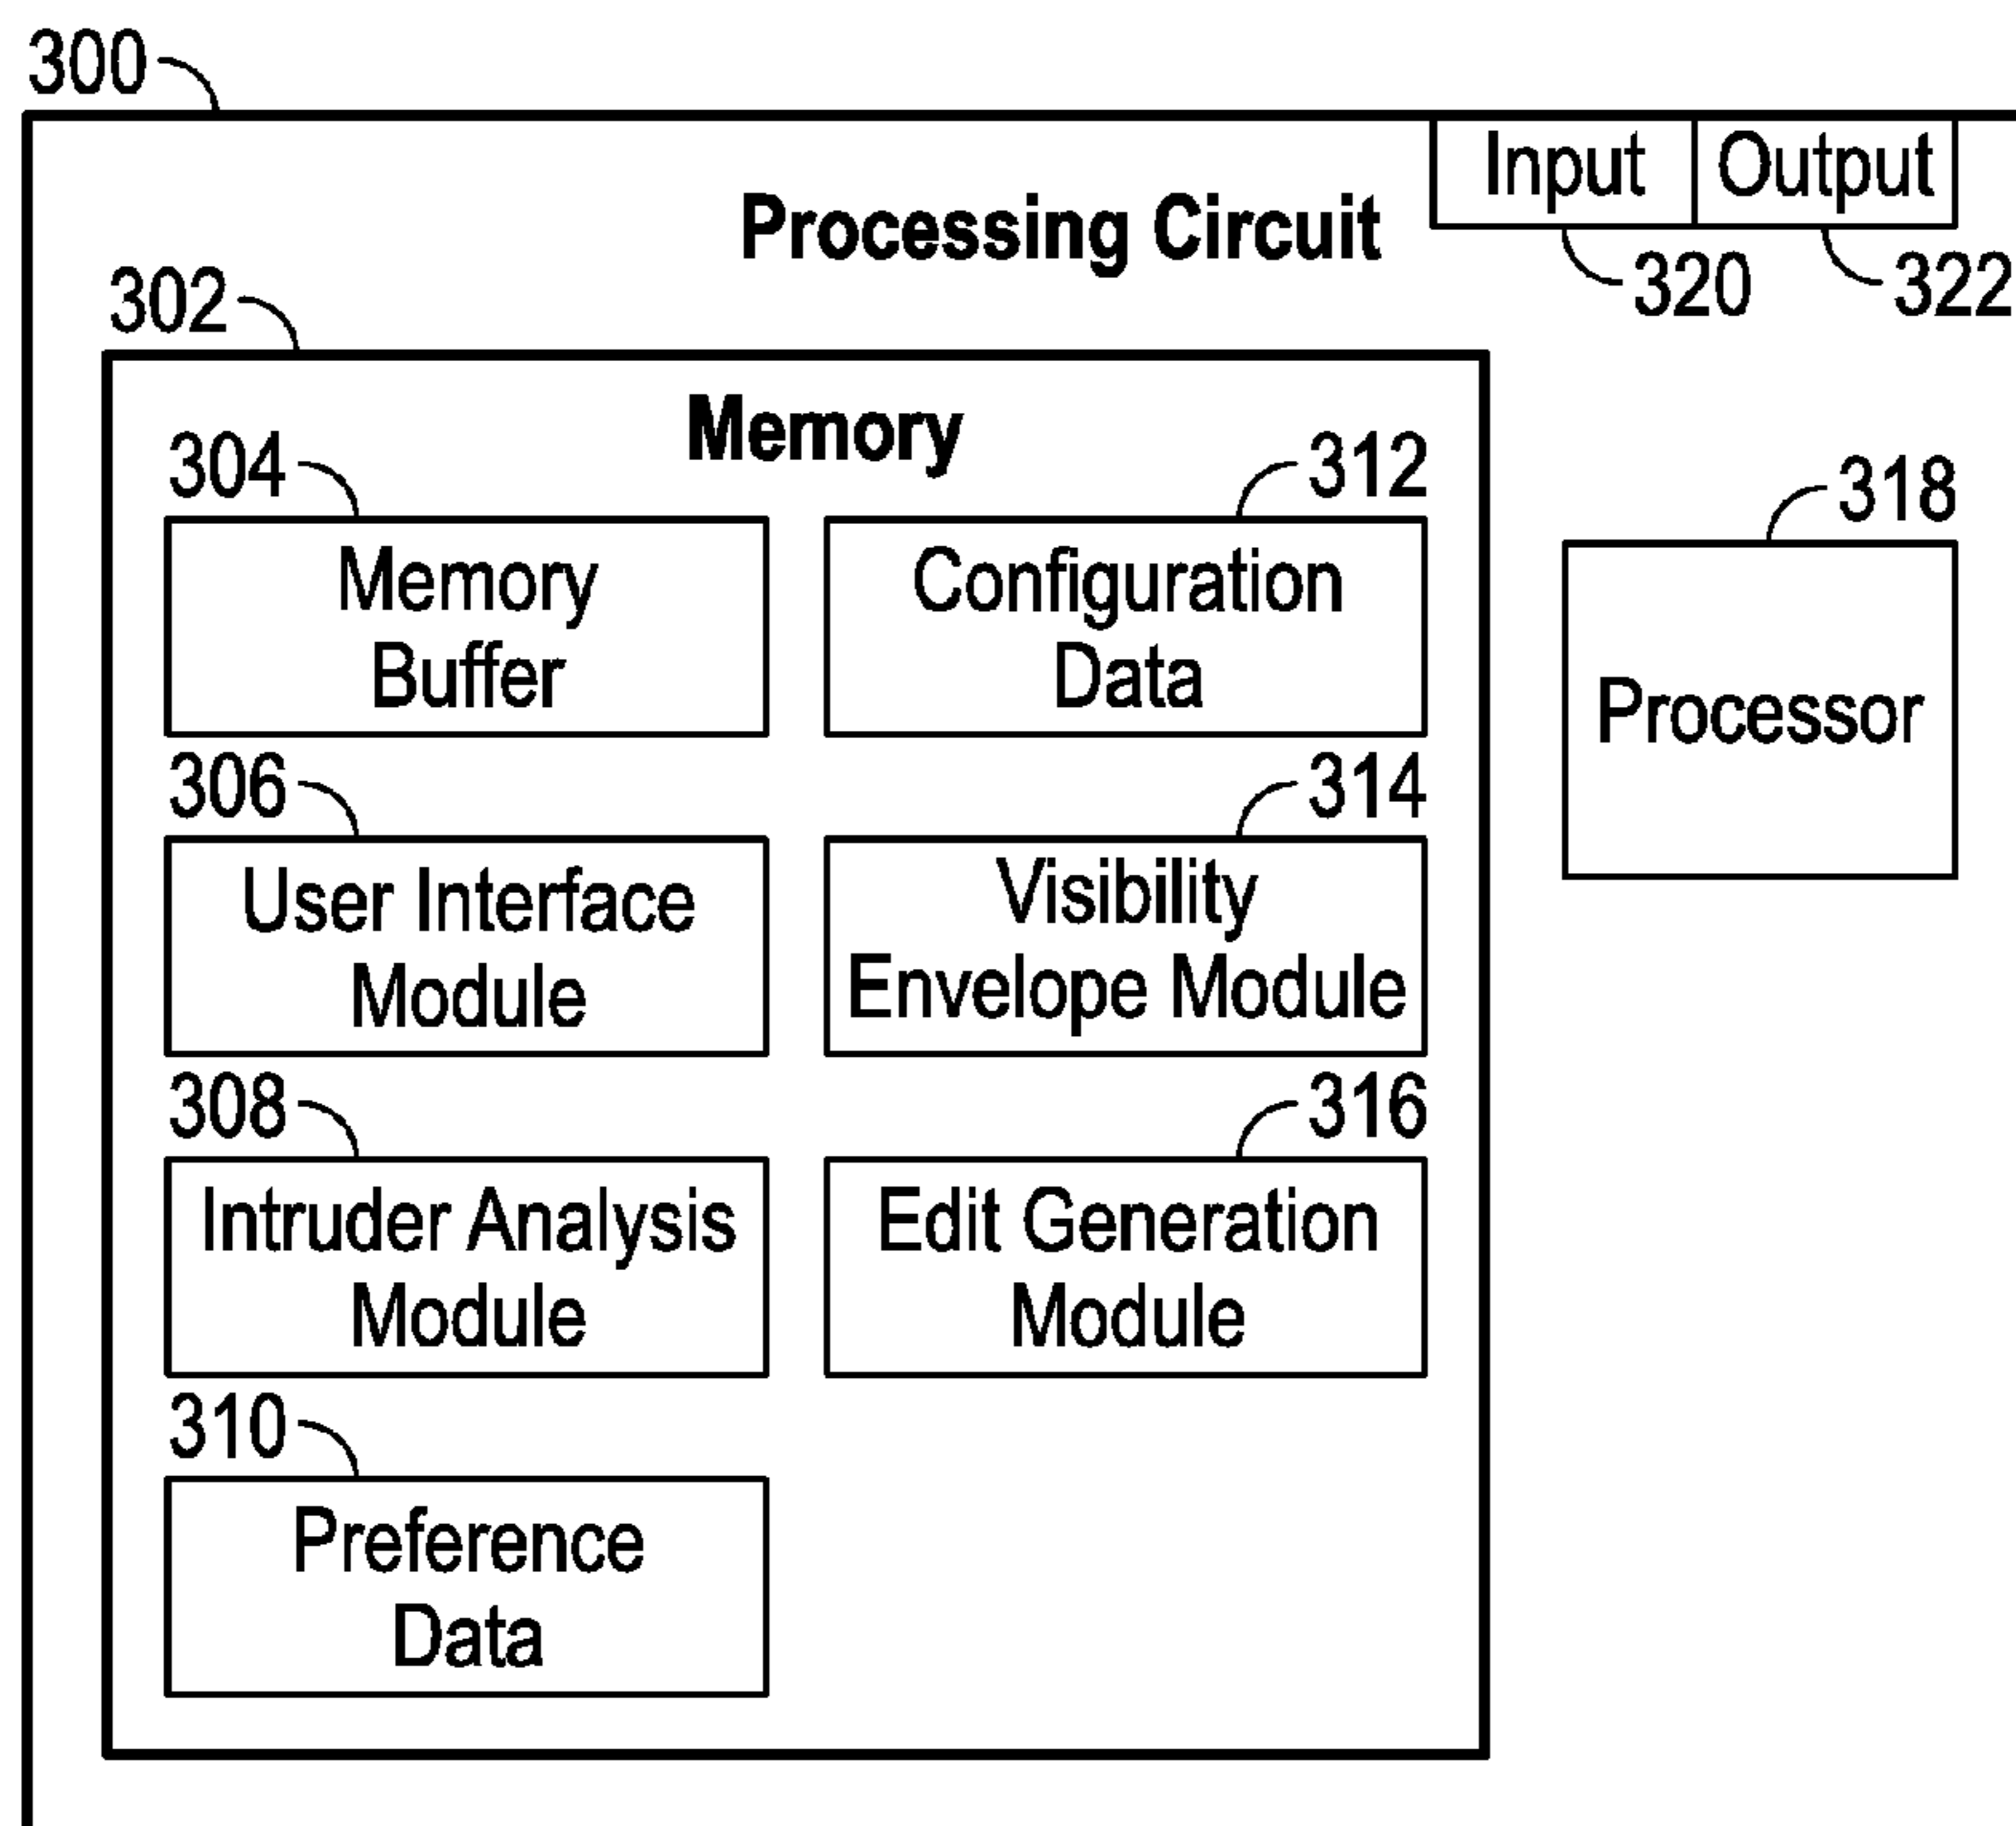 300
Input
Output
Processing Circuit
320
322
302
Memory
304
312
318
Memory
Buffer
Configuration
Data
Processor
306
314
User Interface
Module
Visibility
Envelope Module
308
316
Intruder Analysis
Module
Edit Generation
Module
310
Preference
Data